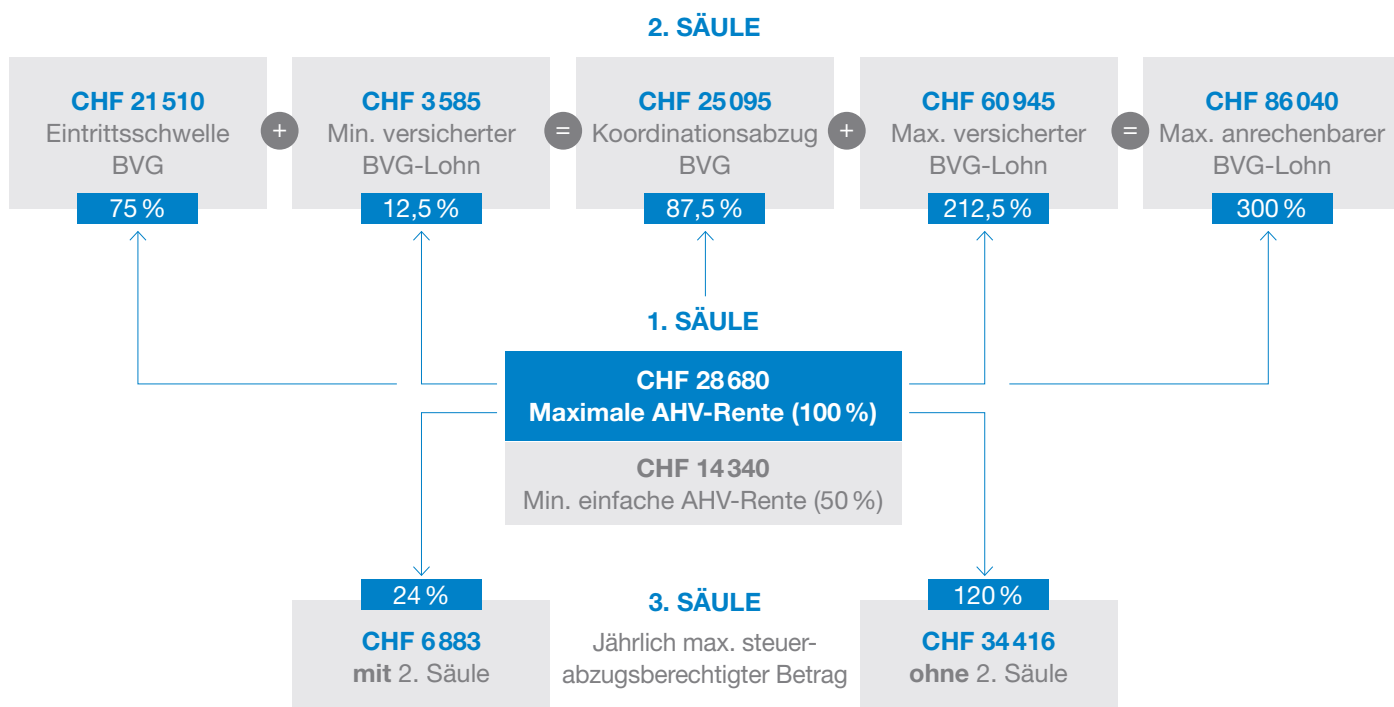 2. SÄULE
CHF 21 510
Eintrittsschwelle
BVG
75 %
+
CHF 3 585
Min. versicherter
BVG-Lohn
12,5 %
=
CHF 25 095
Koordinationsabzug
BVG
87,5 %
+
CHF 60 945
Max. versicherter
BVG-Lohn
212,5 %
=
CHF 86 040
Max. anrechenbarer
BVG-Lohn
300 %
1. SÄULE
CHF 28 680
Maximale AHV-Rente (100 %)
CHF 14 340
Min. einfache AHV-Rente (50 %)
24 %
CHF 6 883
mit 2. Säule
3. SÄULE
Jährlich max. steuer-
abzugsberechtigter Betrag
120 %
CHF 34 416
ohne 2. Säule